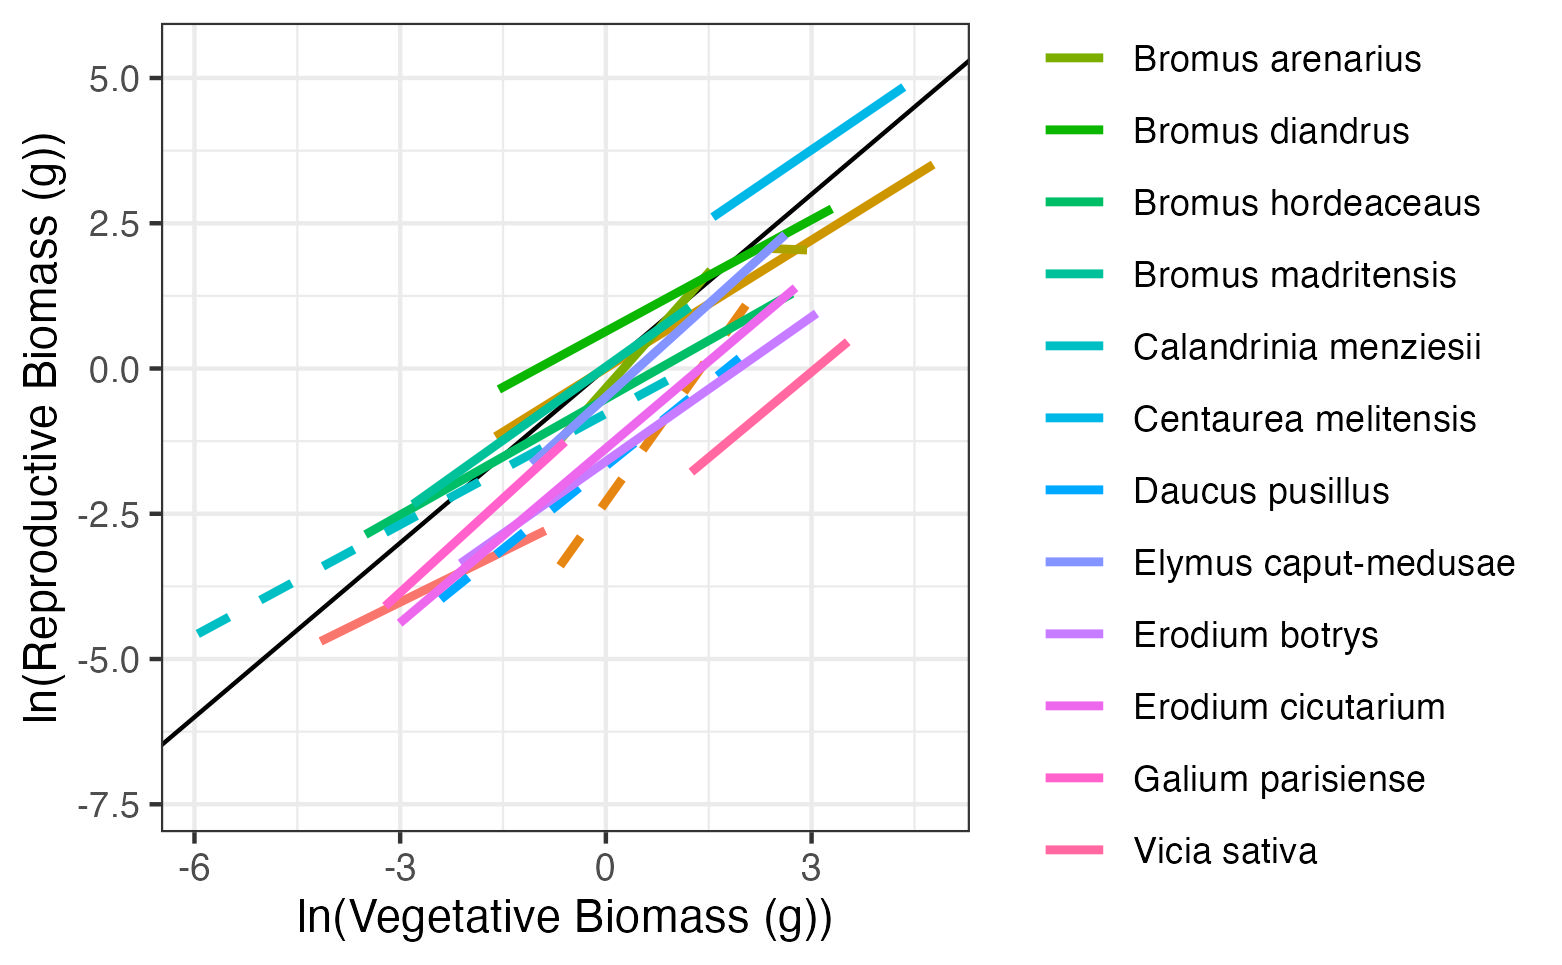 ln(Reproductive Biomass (g))
5.0
2.5
0.0
-2.5
-5.0
-7.5
-6
-3
0
3
ln(Vegetative Biomass (g))
Bromus arenarius
Bromus diandrus
Bromus hordeaceaus
Bromus madritensis
Calandrinia menziesii
Centaurea melitensis
Daucus pusillus
Elymus caput-medusae
Erodium botrys
Erodium cicutarium
Galium parisiense
Vicia sativa